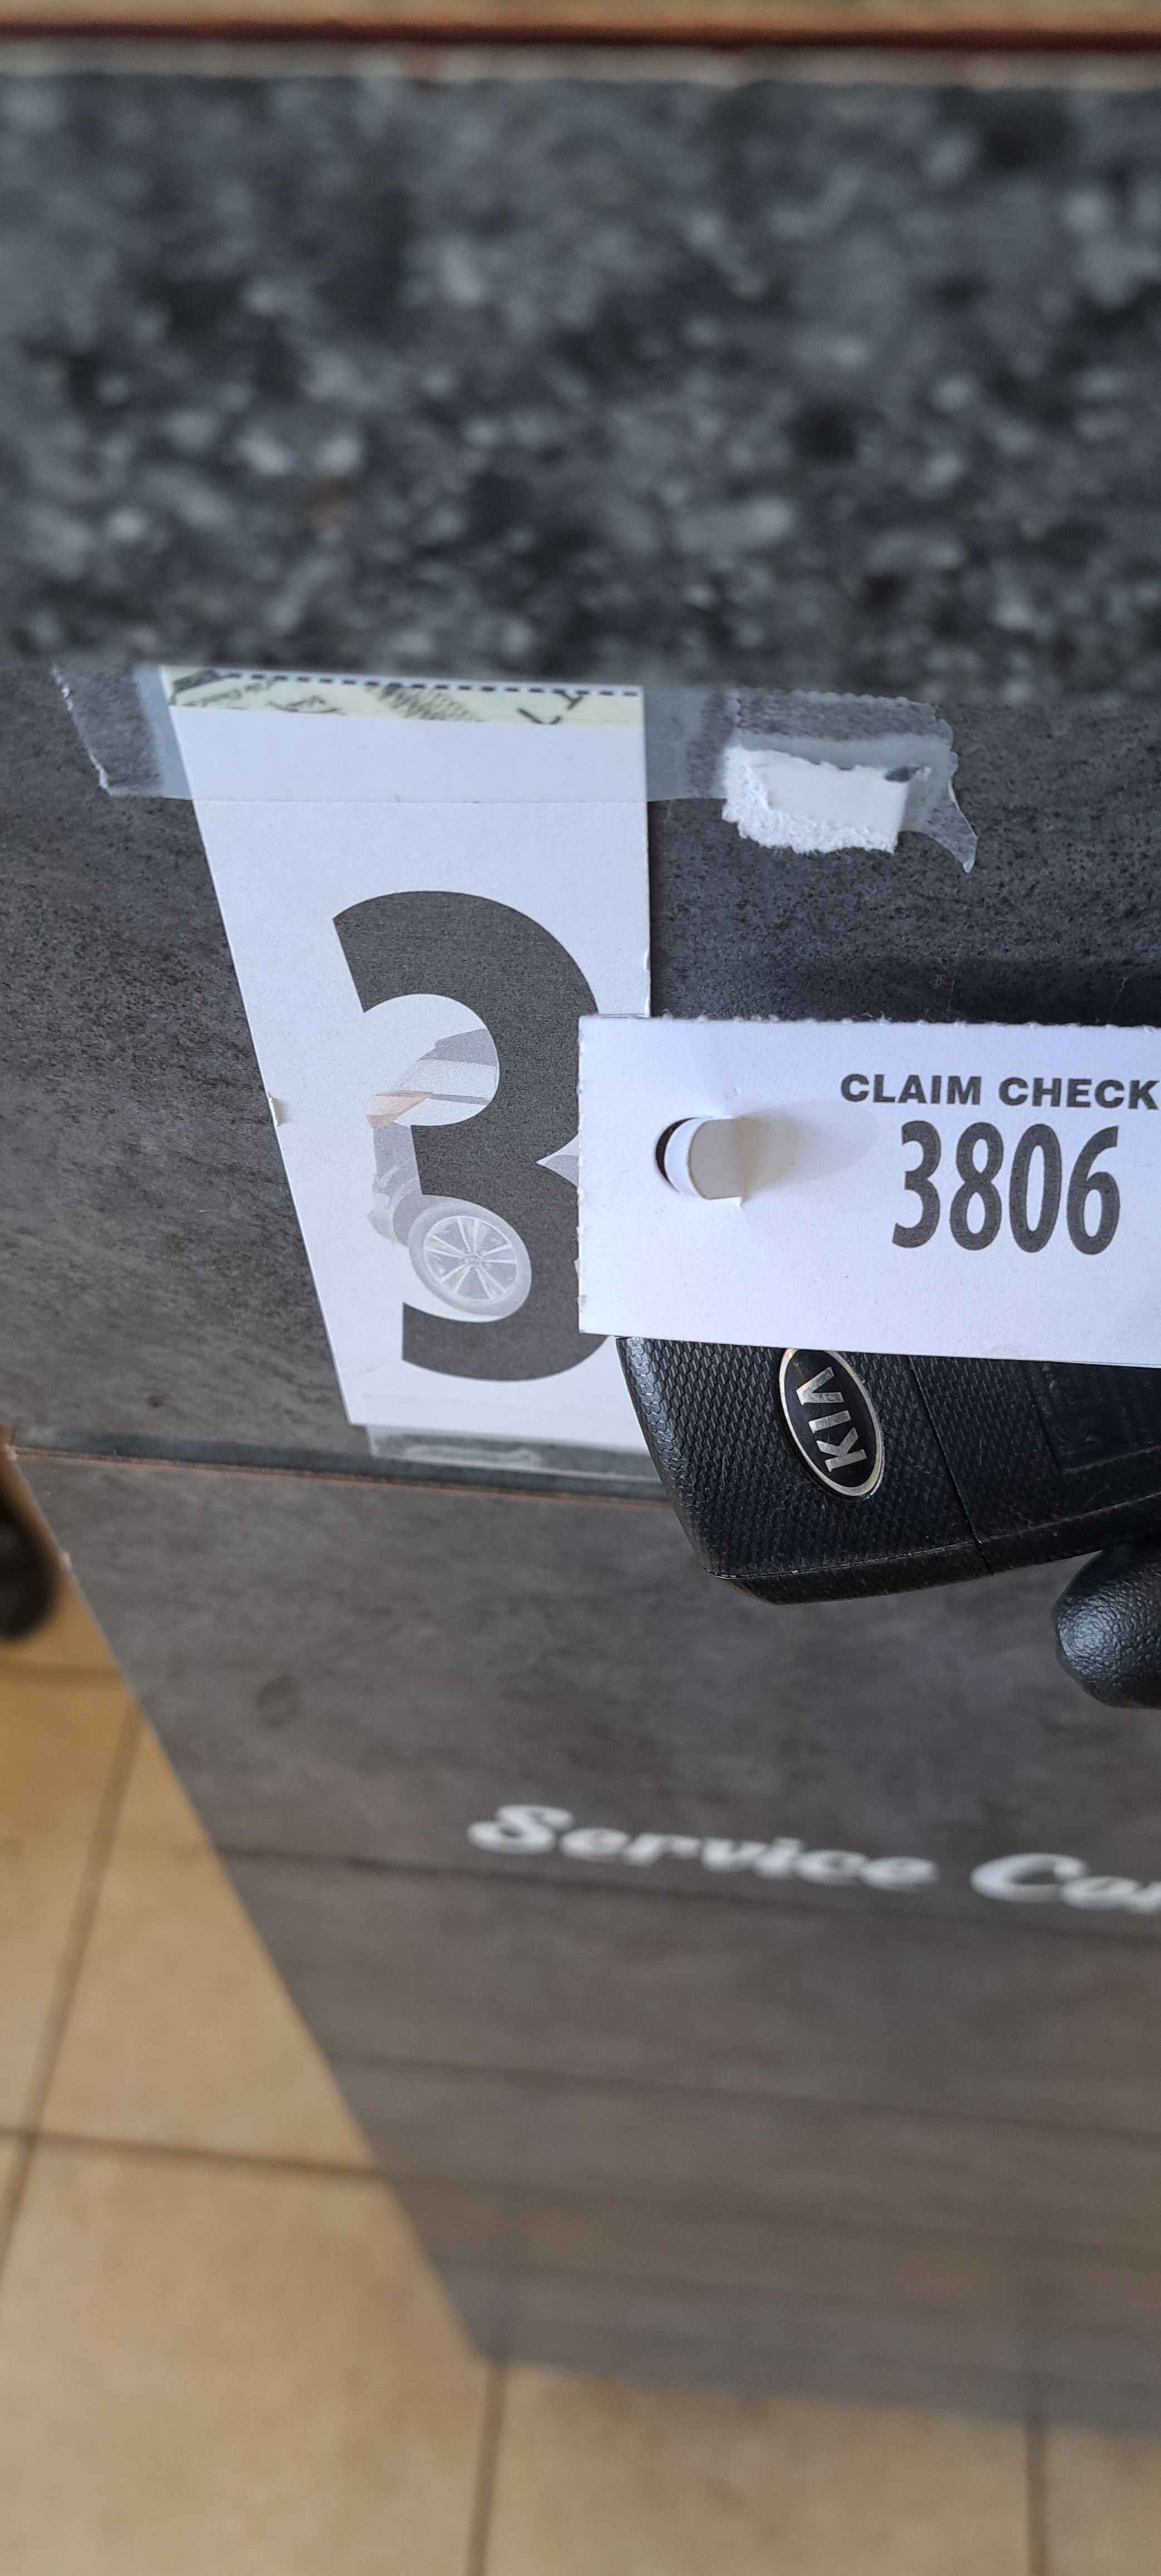 3
CLAIM CHECK
3806
KIA
Service